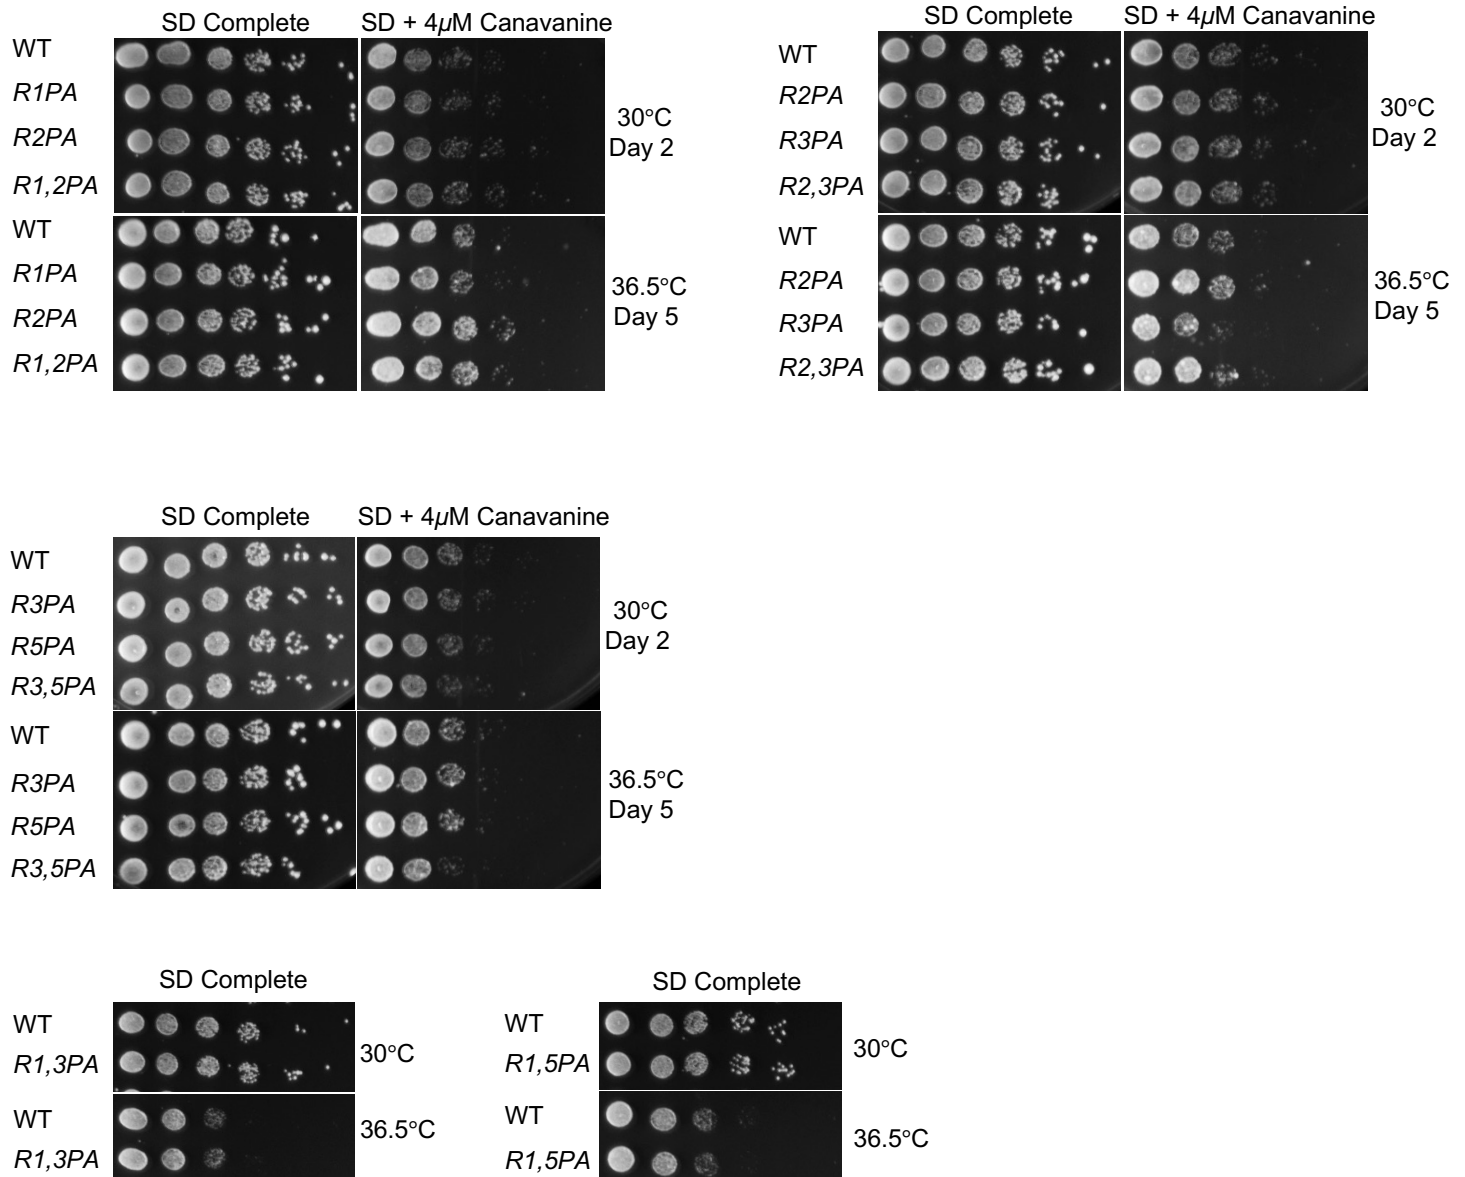 SD Complete
SD + 4µM Canavanine
WT
R1PA
R2PA
R1,2PA
30°C
Day 2
WT
R1PA
R2PA
R1,2PA
36.5°C
Day 5
SD Complete
SD + 4µM Canavanine
WT
R2PA
R3PA
R2,3PA
30°C
Day 2
WT
R2PA
R3PA
R2,3PA
36.5°C
Day 5
SD Complete
SD + 4µM Canavanine
WT
R3PA
R5PA
R3,5PA
30°C
Day 2
WT
R3PA
R5PA
R3,5PA
36.5°C
Day 5
SD Complete
WT
R1,3PA
30°C
WT
R1,3PA
36.5°C
SD Complete
WT
R1,5PA
30°C
WT
R1,5PA
36.5°C